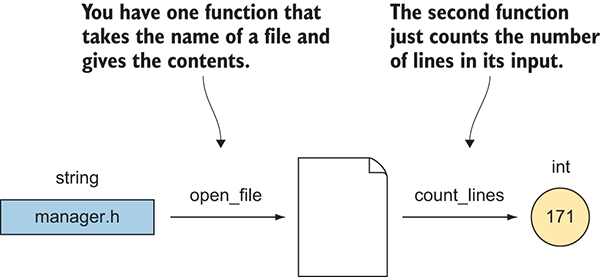 You have one function that
takes the name of a file and
gives the contents.
The second function
just counts the number
of lines in its input.
string
manager.h
open_file
count_lines
int
171